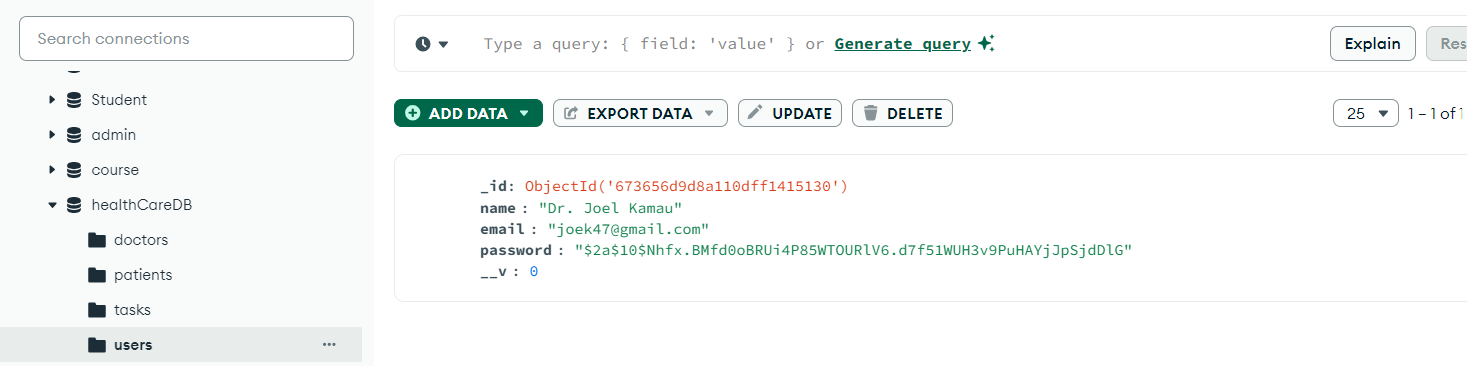 Search connections
Student
admin
course
healthCareDB
doctors
patients
tasks
users
Type a query: { field: 'value' } or Generate query
Explain
Res
ADD DATA
EXPORT DATA
UPDATE
DELETE
25
1 – 1 of 1
_id: ObjectId('673656d9d8a110dff1415130')
name : "Dr. Joel Kamau"
email : "joek47@gmail.com"
password : "$2a$10$Nhfx.BMfd0oBRUi4P85WTOURlV6.d7f51WUH3v9PuHAYjJpSjdDlG"
__v : 0